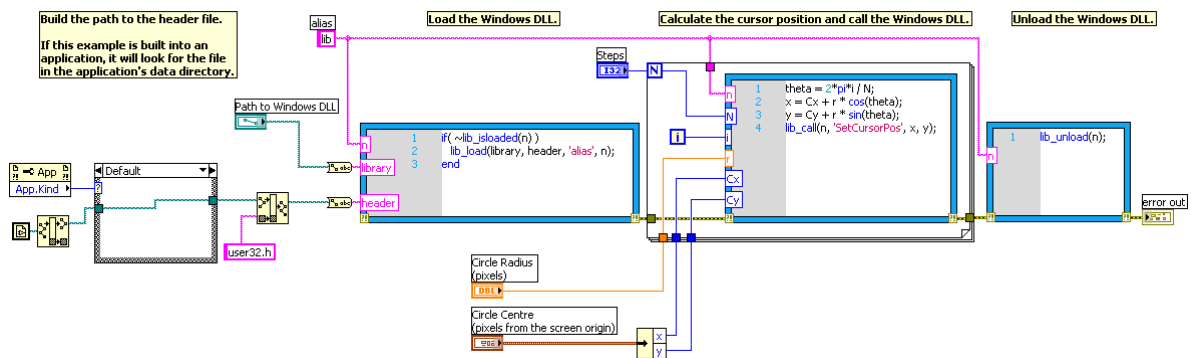 Build the path to the header file.
If this example is built into an
application, it will look for the file
in the application's data directory.
Load the Windows DLL.
Calculate the cursor position and call the Windows DLL.
Unload the Windows DLL.
alias
lib
Steps
I32
N
Path to Windows DLL
n
library
header
1 if( ~lib_isloaded(n) )
2 lib_load(library, header, 'alias', n);
3 end
n
N
i
i
r
Cx
Cy
1 theta = 2*pi*i / N;
2 x = Cx + r * cos(theta);
3 y = Cy + r * sin(theta);
4 lib_call(n, 'SetCursorPos', x, y);
n
1 lib_unload(n);
App
App.Kind
?
Default
user32.h
error out
Circle Radius
(pixels)
DBL
Circle Centre
(pixels from the screen origin)
x
y